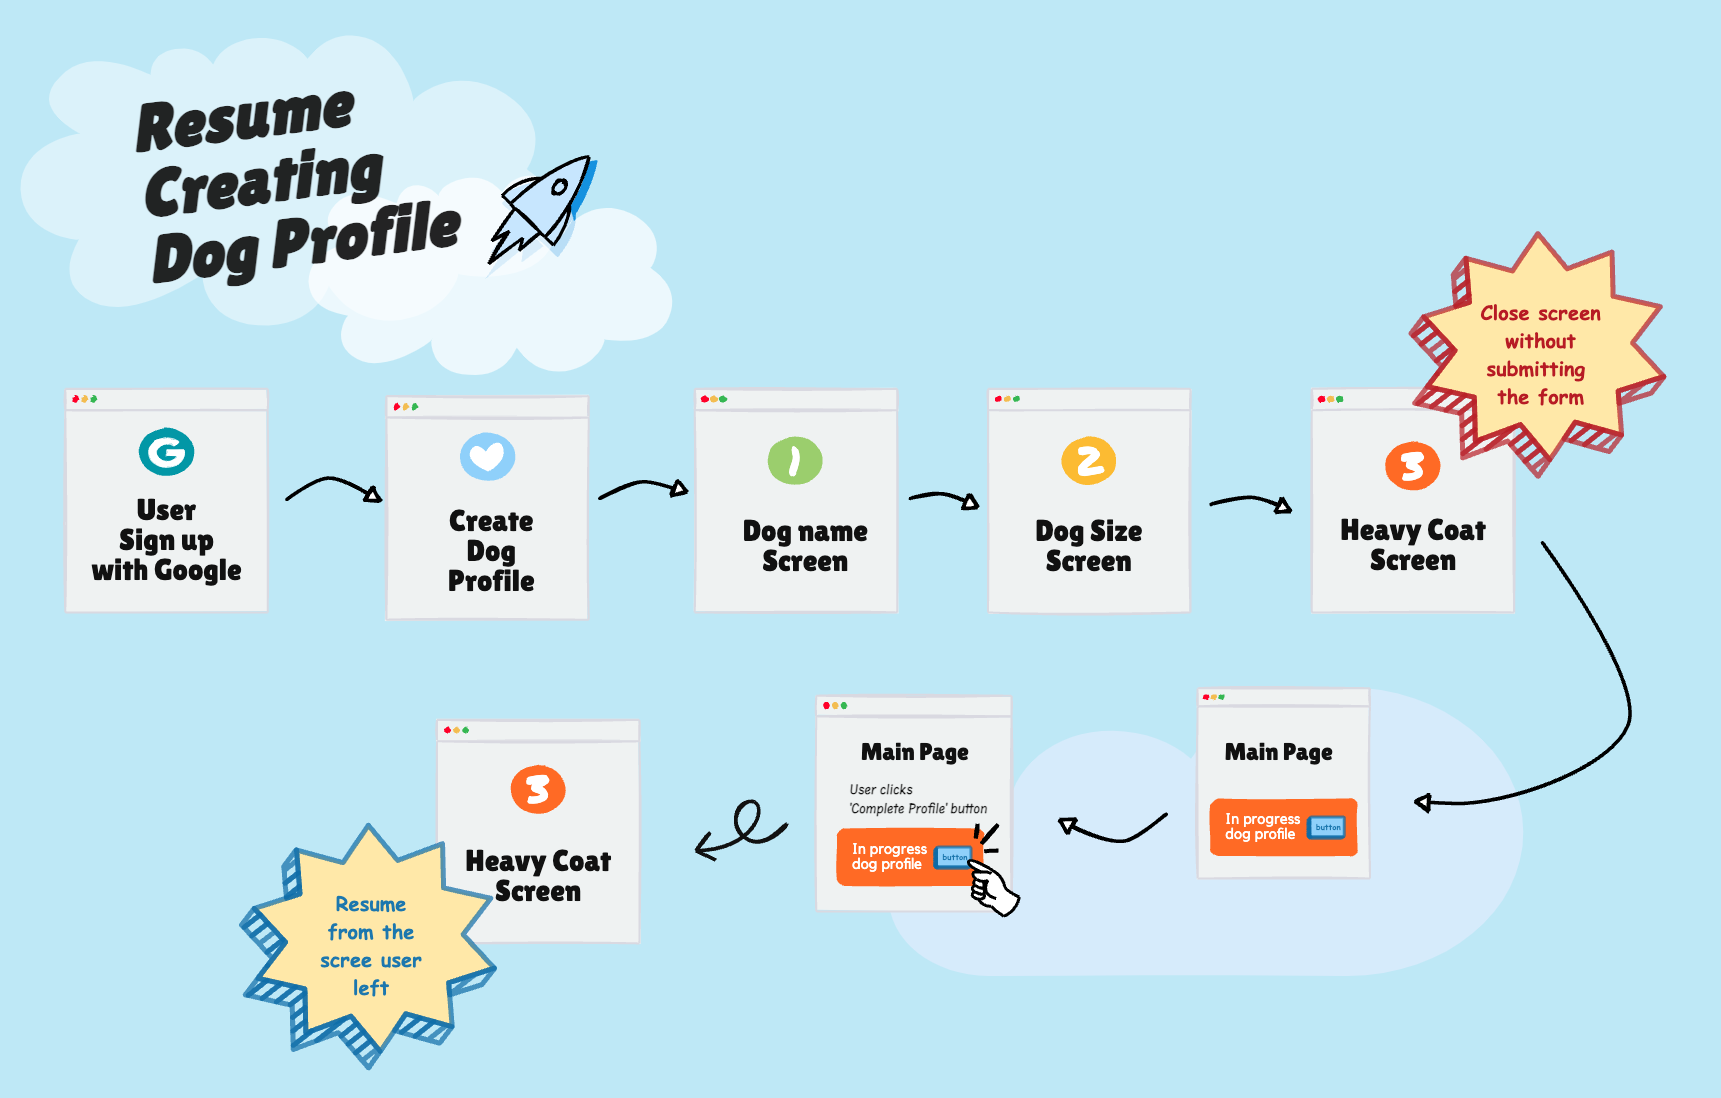 Resume
Creating
Dog Profile
Close screen
without
submitting
the form
G
User
Sign up
with Google
Create
Dog
Profile
1
Dog name
Screen
2
Dog Size
Screen
3
Heavy Coat
Screen
Main Page
In progress
dog profile
button
Main Page
User clicks
'Complete Profile' button
In progress
dog profile
button
3
Heavy Coat
Screen
Resume
from the
scree user
left